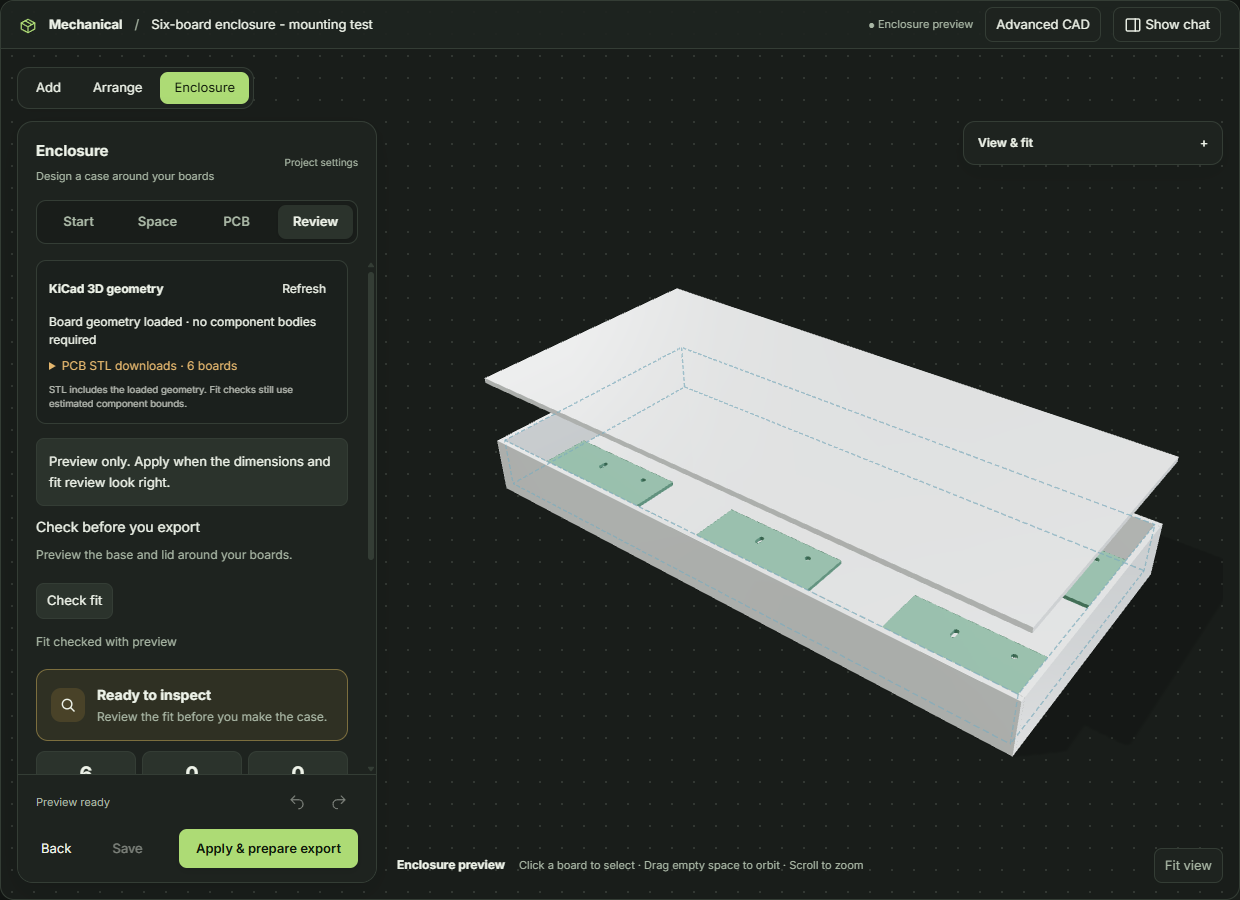 Mechanical / Six-board enclosure - mounting test
Enclosure preview
Advanced CAD
Show chat
Add
Arrange
Enclosure
Enclosure
Design a case around your boards
Project settings
View & fit
+
Start
Space
PCB
Review
KiCad 3D geometry
Refresh
Board geometry loaded · no component bodies
required
PCB STL downloads · 6 boards
STL includes the loaded geometry. Fit checks still use
estimated component bounds.
Preview only. Apply when the dimensions and
fit review look right.
Check before you export
Preview the base and lid around your boards.
Check fit
Fit checked with preview
Ready to inspect
Review the fit before you make the case.
6
0
0
Preview ready
Back
Save
Apply & prepare export
Enclosure preview
Click a board to select · Drag empty space to orbit · Scroll to zoom
Fit view